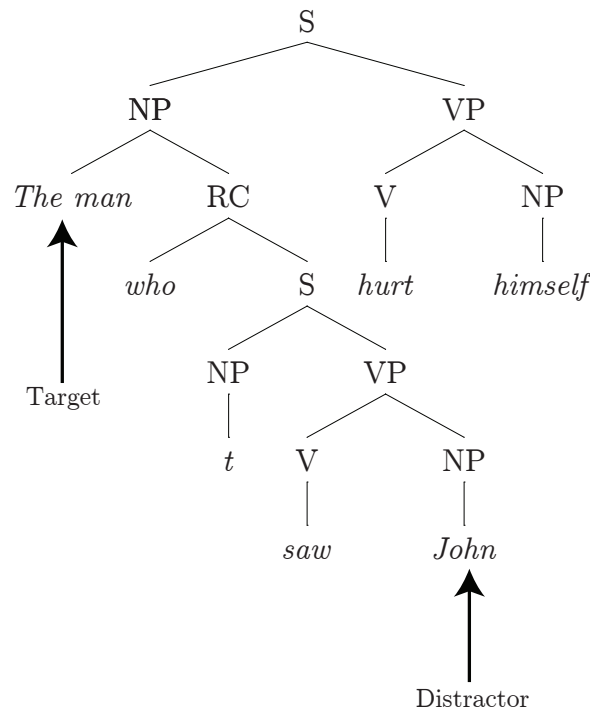 S
NP VP
The man RC V NP
who S hurt himself
NP VP
Target
t V NP
saw John
Distractor